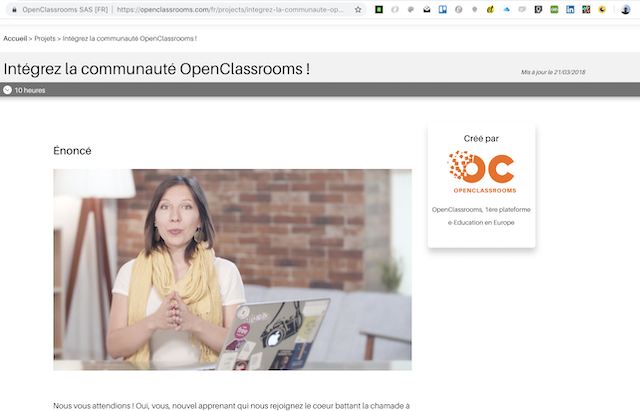 OpenClassrooms SAS [FR] | https://openclassrooms.com/fr/projects/integrez-la-communaute-op...
Accueil > Projets > Intégrez la communauté OpenClassrooms !
Intégrez la communauté OpenClassrooms !
Mis à jour le 21/03/2018
10 heures
Énoncé
Créé par
OC
OPENCLASSROOMS
OpenClassrooms, 1ère plateforme
e-Education en Europe
Nous vous attendions ! Oui, vous, nouvel apprenant qui nous rejoignez le coeur battant la chamade à